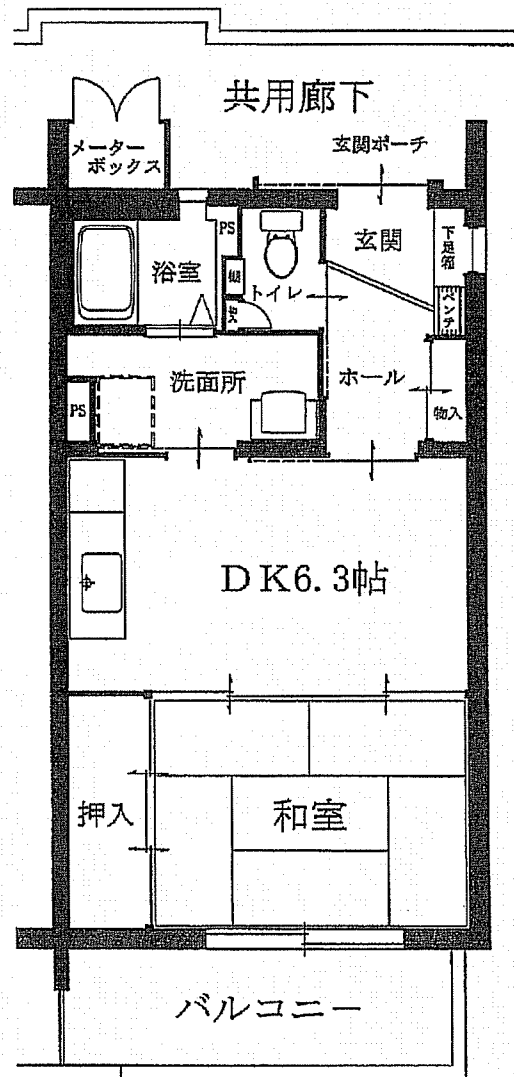 共用廊下
メーター
ボックス
玄関ポーチ
PS
玄関
下足箱
浴室
棚
トイレ
ベンチ
洗面所
ホール
PS
物入
DK6.3帖
押入
和室
バルコニー